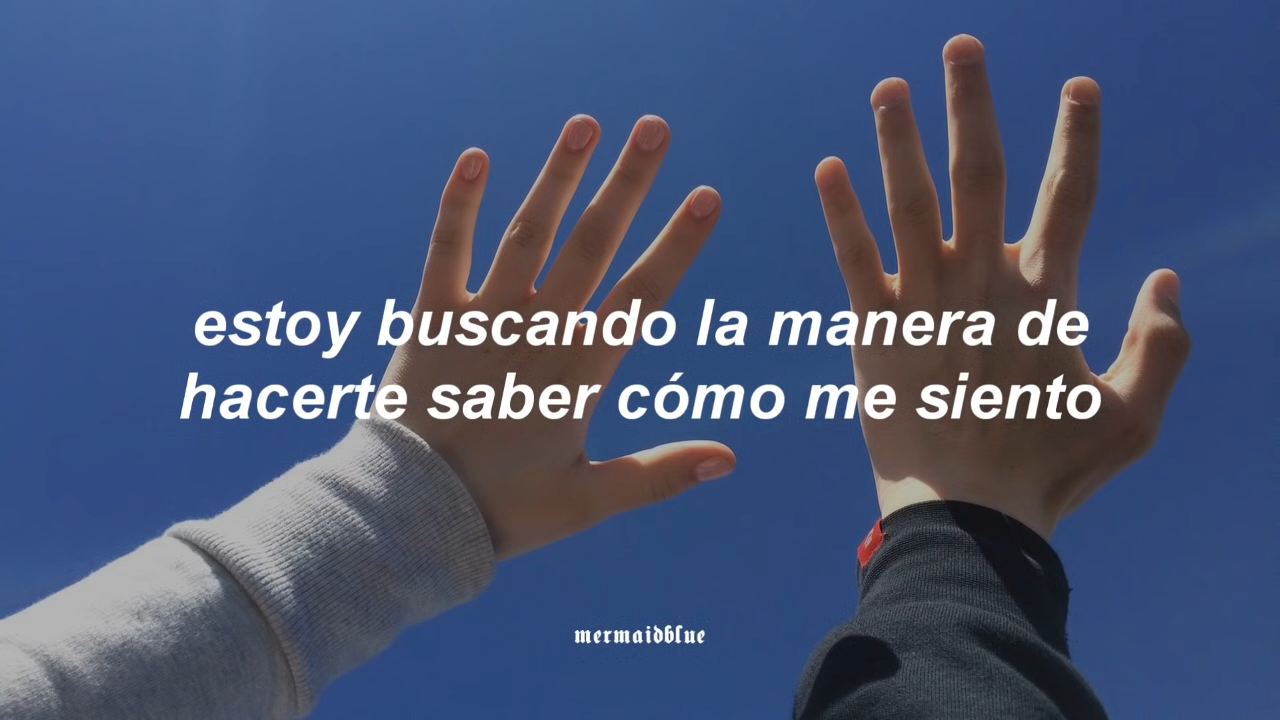 estoy buscando la manera de
hacerte saber cómo me siento
mermaidblue